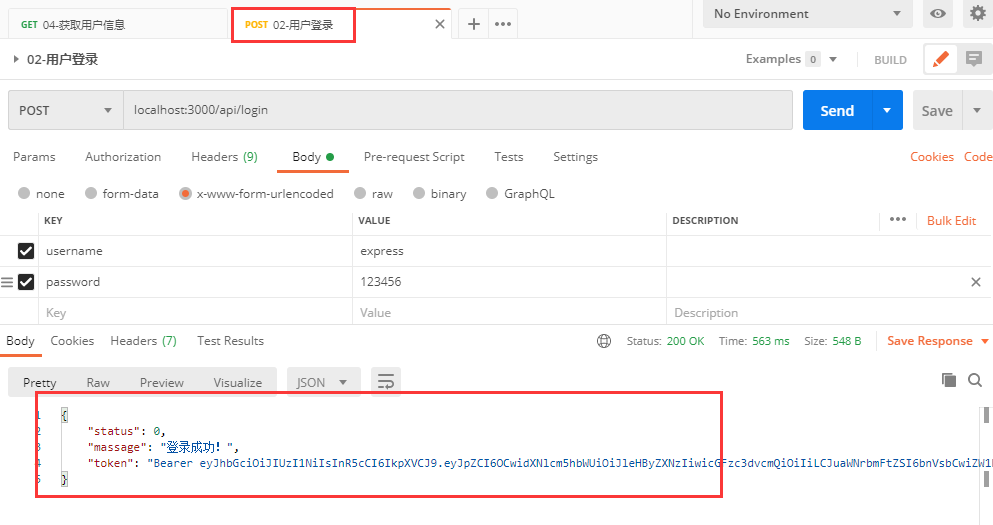 GET 04-获取用户信息 POST 02-用户登录 No Environment
02-用户登录 Examples 0 BUILD
POST localhost:3000/api/login Send Save
Params Authorization Headers (9) Body Pre-request Script Tests Settings Cookies Code
none form-data x-www-form-urlencoded raw binary GraphQL
KEY VALUE DESCRIPTION Bulk Edit
username express
password 123456
Key Value Description
Body Cookies Headers (7) Test Results Status: 200 OK Time: 563 ms Size: 548 B Save Response
Pretty Raw Preview Visualize JSON
1 {
2 "status": 0,
3 "massage": "登录成功！",
4 "token": "Bearer
5 }